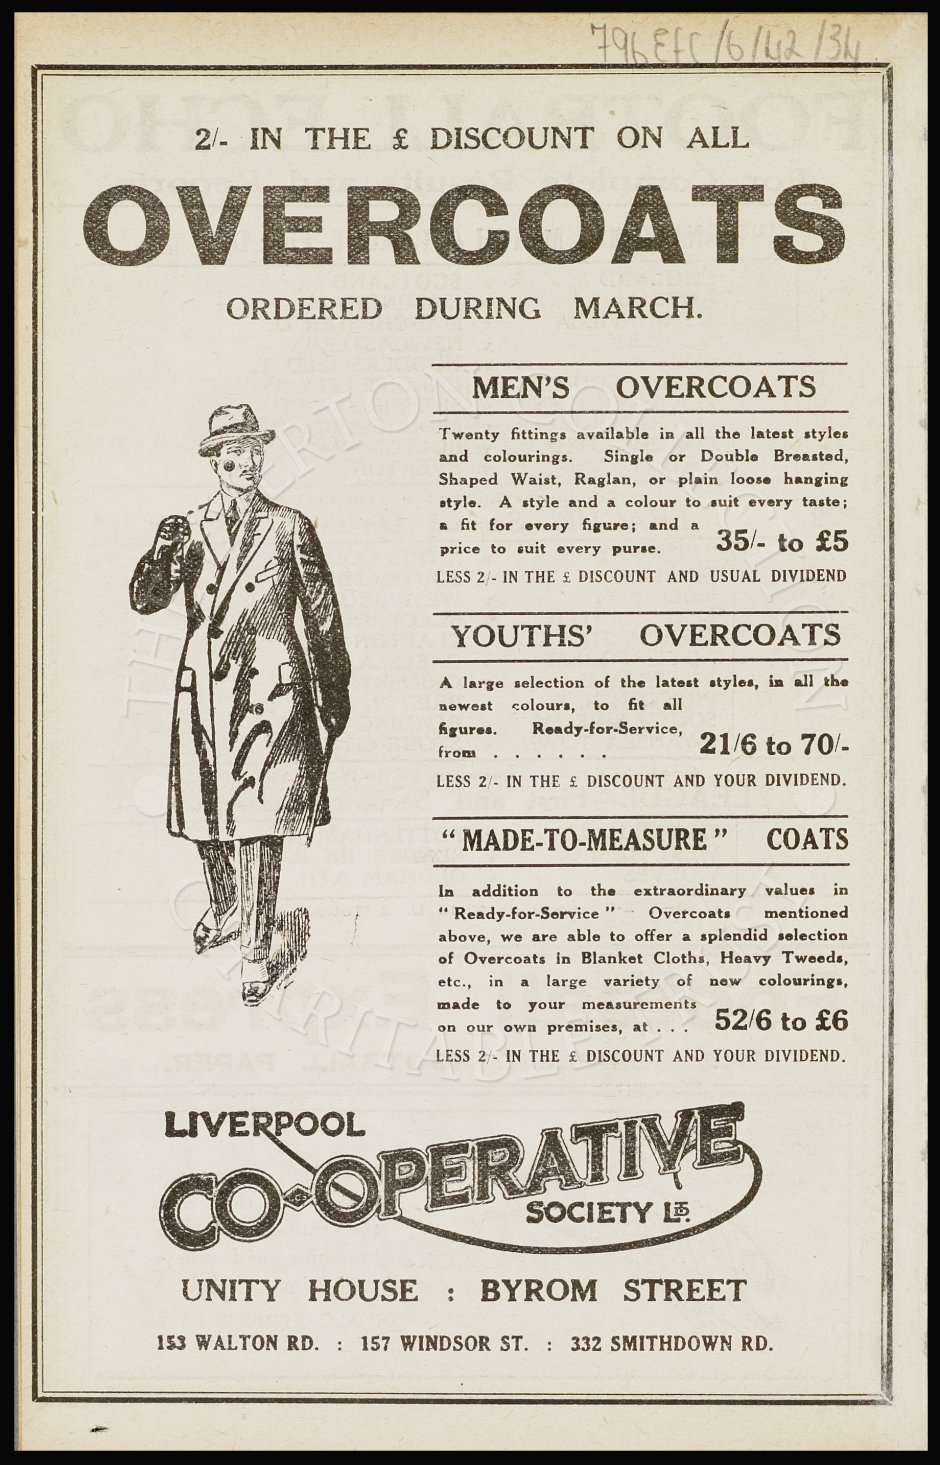 796EFC/6/42/34
2/- IN THE £ DISCOUNT ON ALL
OVERCOATS
ORDERED DURING MARCH.
MEN'S OVERCOATS
Twenty fittings available in all the latest styles
and colourings. Single or Double Breasted,
Shaped Waist, Raglan, or plain loose hanging
style. A style and a colour to suit every taste;
a fit for every figure; and a
price to suit every purse. 35/- to £5
LESS 2/- IN THE £ DISCOUNT AND USUAL DIVIDEND
YOUTHS' OVERCOATS
A large selection of the latest styles, in all the
newest colours, to fit all
figures. Ready-for-Service,
from . . . . . . 21/6 to 70/-
LESS 2/- IN THE £ DISCOUNT AND YOUR DIVIDEND.
"MADE-TO-MEASURE" COATS
In addition to the extraordinary values in
"Ready-for-Service" Overcoats mentioned
above, we are able to offer a splendid selection
of Overcoats in Blanket Cloths, Heavy Tweeds,
etc., in a large variety of new colourings,
made to your measurements
on our own premises, at . . . 52/6 to £6
LESS 2/- IN THE £ DISCOUNT AND YOUR DIVIDEND.
LIVERPOOL
CO-OPERATIVE
SOCIETY LTD.
UNITY HOUSE : BYROM STREET
153 WALTON RD. : 157 WINDSOR ST. : 332 SMITHDOWN RD.
THE EVERTON COLLECTION
CHARITABLE TRUST